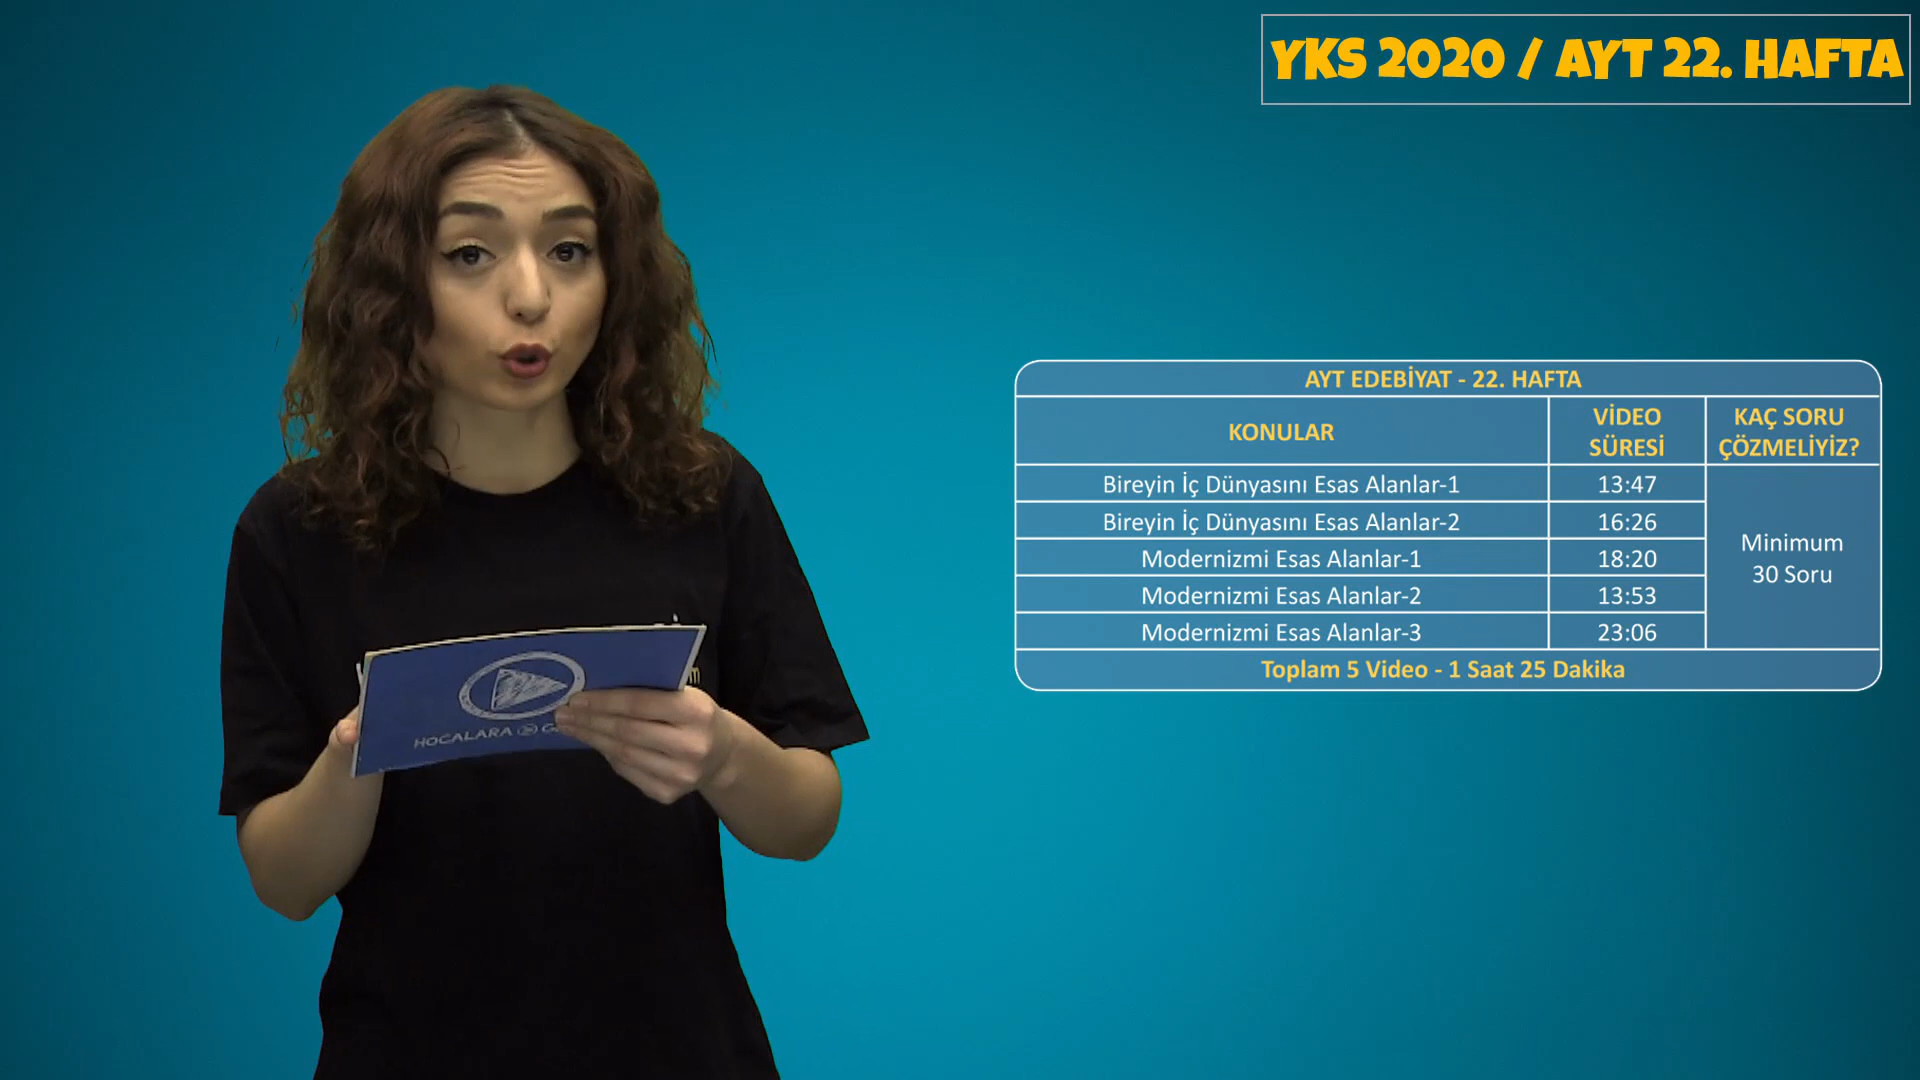 YKS 2020 / AYT 22. HAFTA
AYT EDEBİYAT - 22. HAFTA
KONULAR
VİDEO
SÜRESİ
KAÇ SORU
ÇÖZMELİYİZ?
Bireyin İç Dünyasını Esas Alanlar-1 13:47
Bireyin İç Dünyasını Esas Alanlar-2 16:26
Modernizmi Esas Alanlar-1 18:20
Modernizmi Esas Alanlar-2 13:53
Modernizmi Esas Alanlar-3 23:06
Minimum
30 Soru
Toplam 5 Video - 1 Saat 25 Dakika
HOCALARA